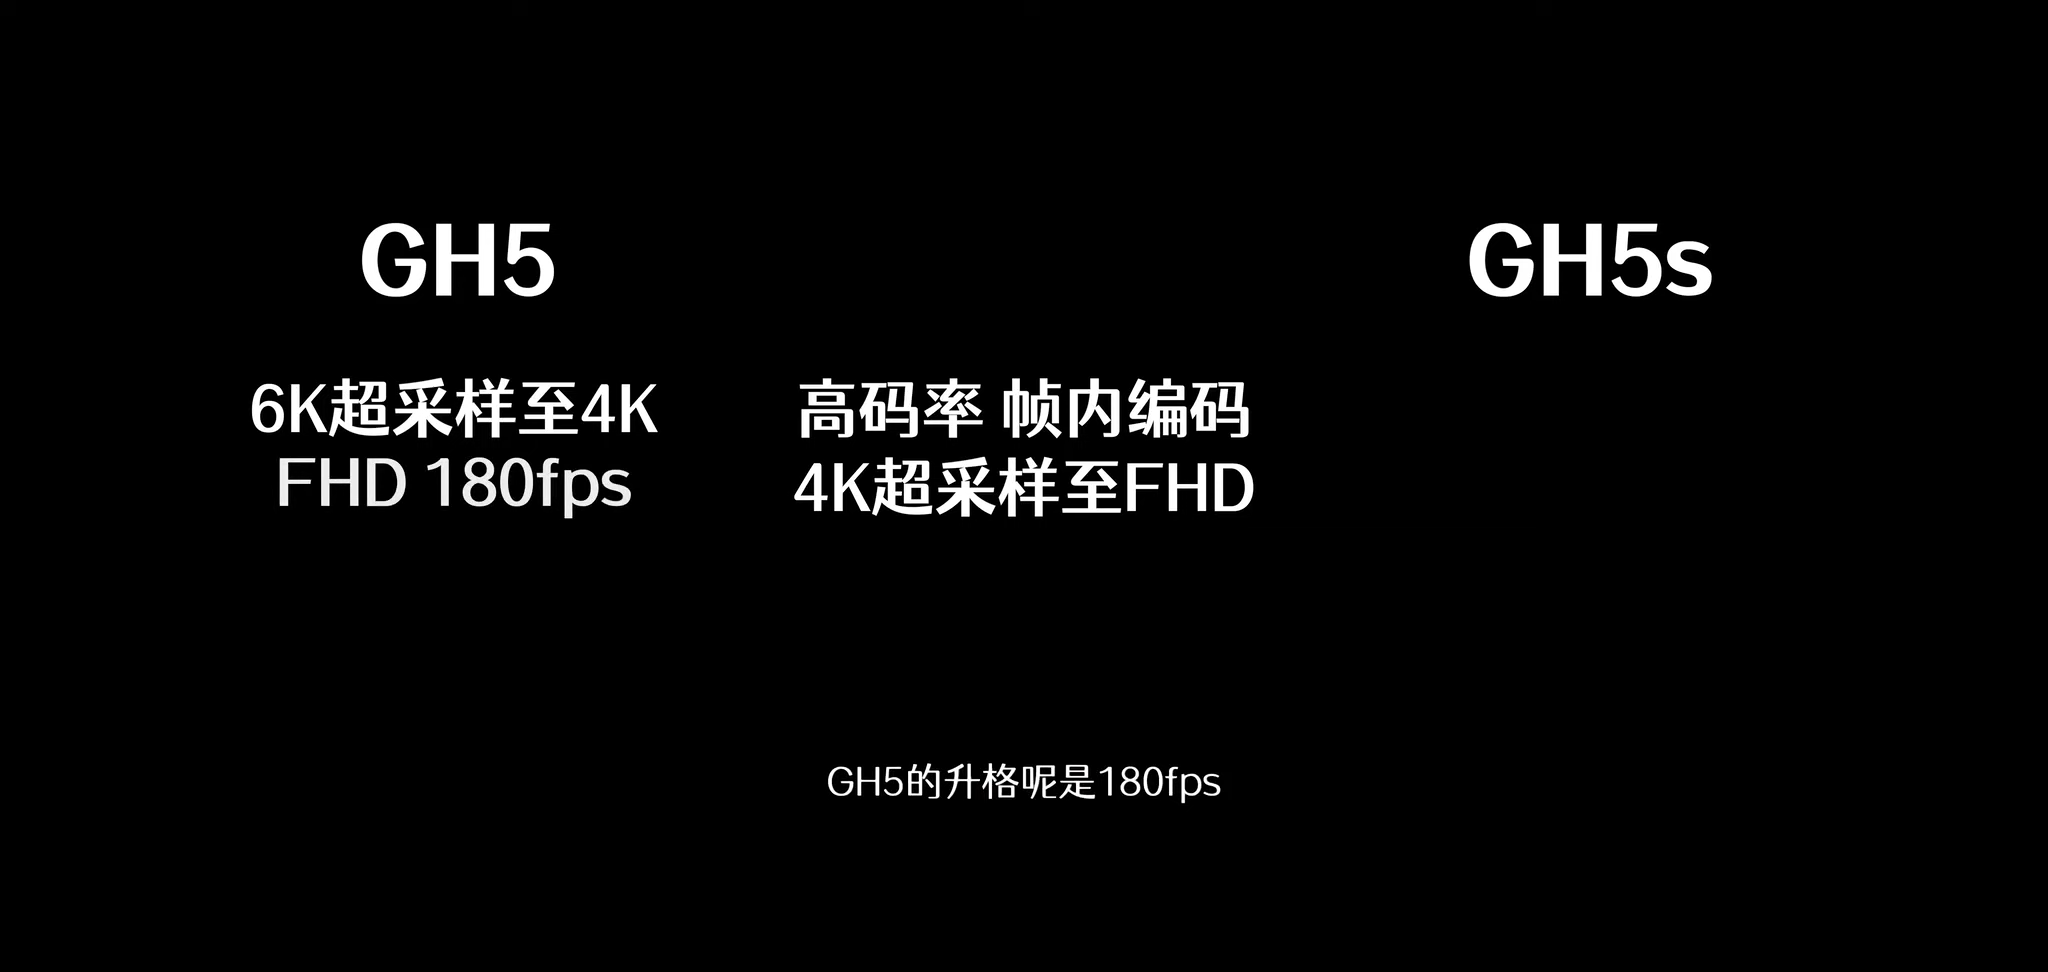 GH5
GH5s
6K超采样至4K
FHD 180fps
高码率 帧内编码
4K超采样至FHD
GH5的升格呢是180fps